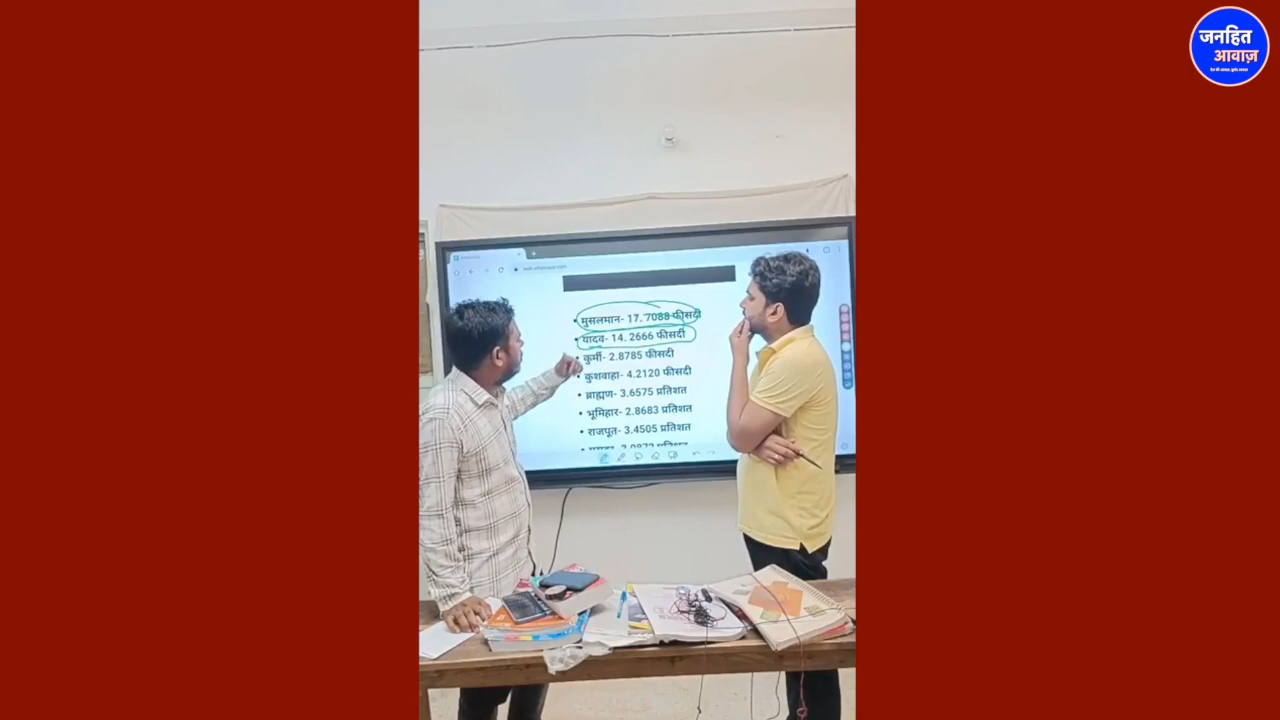 जनहित
आवाज़
मुसलमान- 17.7088 फीसदी
यादव- 14.2666 फीसदी
कुर्मी- 2.8785 फीसदी
कुशवाहा- 4.2120 फीसदी
ब्राह्मण- 3.6575 प्रतिशत
भूमिहार- 2.8683 प्रतिशत
राजपूत- 3.4505 प्रतिशत